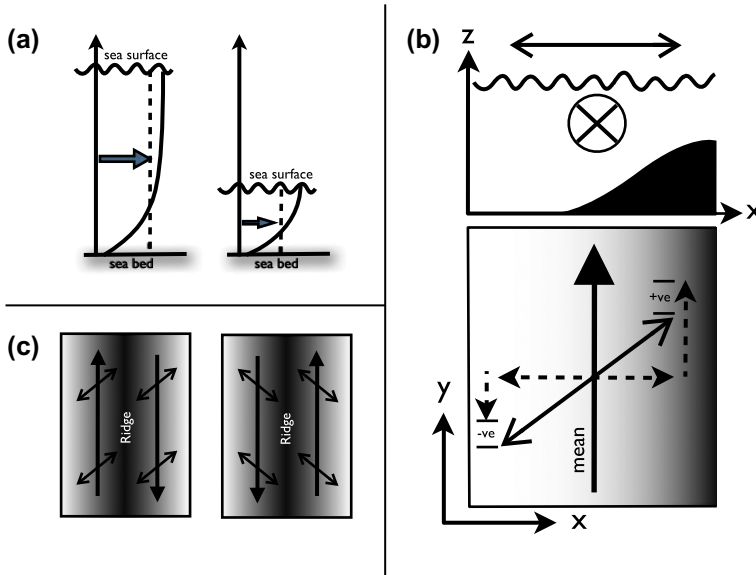 (a)
sea surface
sea bed
sea surface
sea bed
(b)
z
x
+ve
-ve
mean
y
x
(c)
Ridge
Ridge